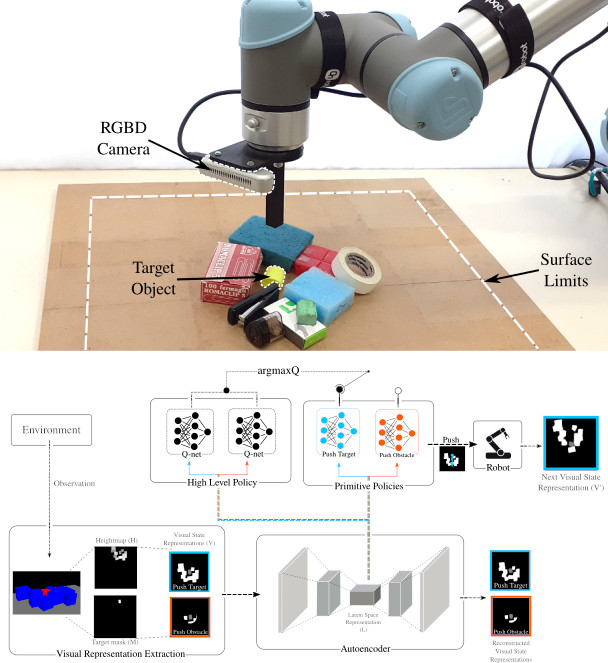 RGBD
Camera
Target
Object
Surface
Limits
100
argmaxQ
Environment
Q-net
Q-net
High Level Policy
Push Target
Push Obstacle
Primitive Policies
Push
Robot
Next Visual State
Representation (V')
Observation
Heightmap (H)
Visual State
Representations (V)
Push Target
Target mask (M)
Push Obstacle
Visual Representation Extraction
Latent Space
Representation
(L)
Autoencoder
Push Target
Push Obstacle
Reconstructed
Visual State
Representations